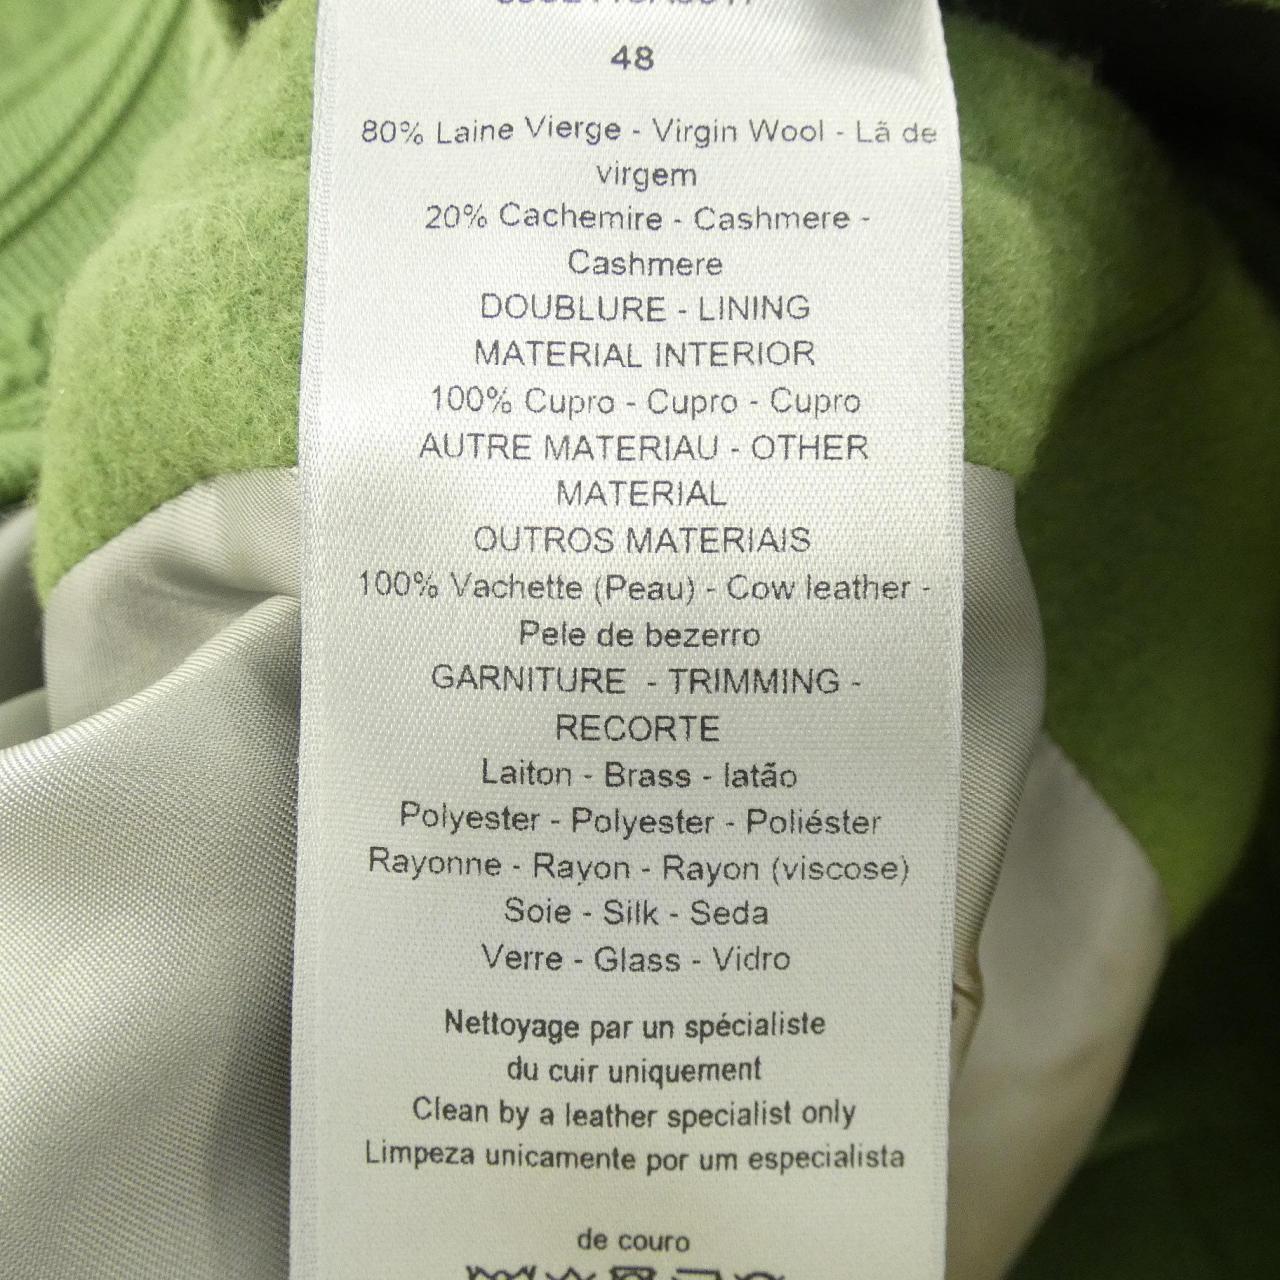 48
80% Laine Vierge - Virgin Wool - Lã de
virgem
20% Cachemire - Cashmere -
Cashmere
DOUBLURE - LINING
MATERIAL INTERIOR
100% Cupro - Cupro - Cupro
AUTRE MATERIAU - OTHER
MATERIAL
OUTROS MATERIAIS
100% Vachette (Peau) - Cow leather -
Pele de bezerro
GARNITURE - TRIMMING -
RECORTE
Laiton - Brass - latão
Polyester - Polyester - Poliéster
Rayonne - Rayon - Rayon (viscose)
Soie - Silk - Seda
Verre - Glass - Vidro
Nettoyage par un spécialiste
du cuir uniquement
Clean by a leather specialist only
Limpeza unicamente por um especialista
de couro